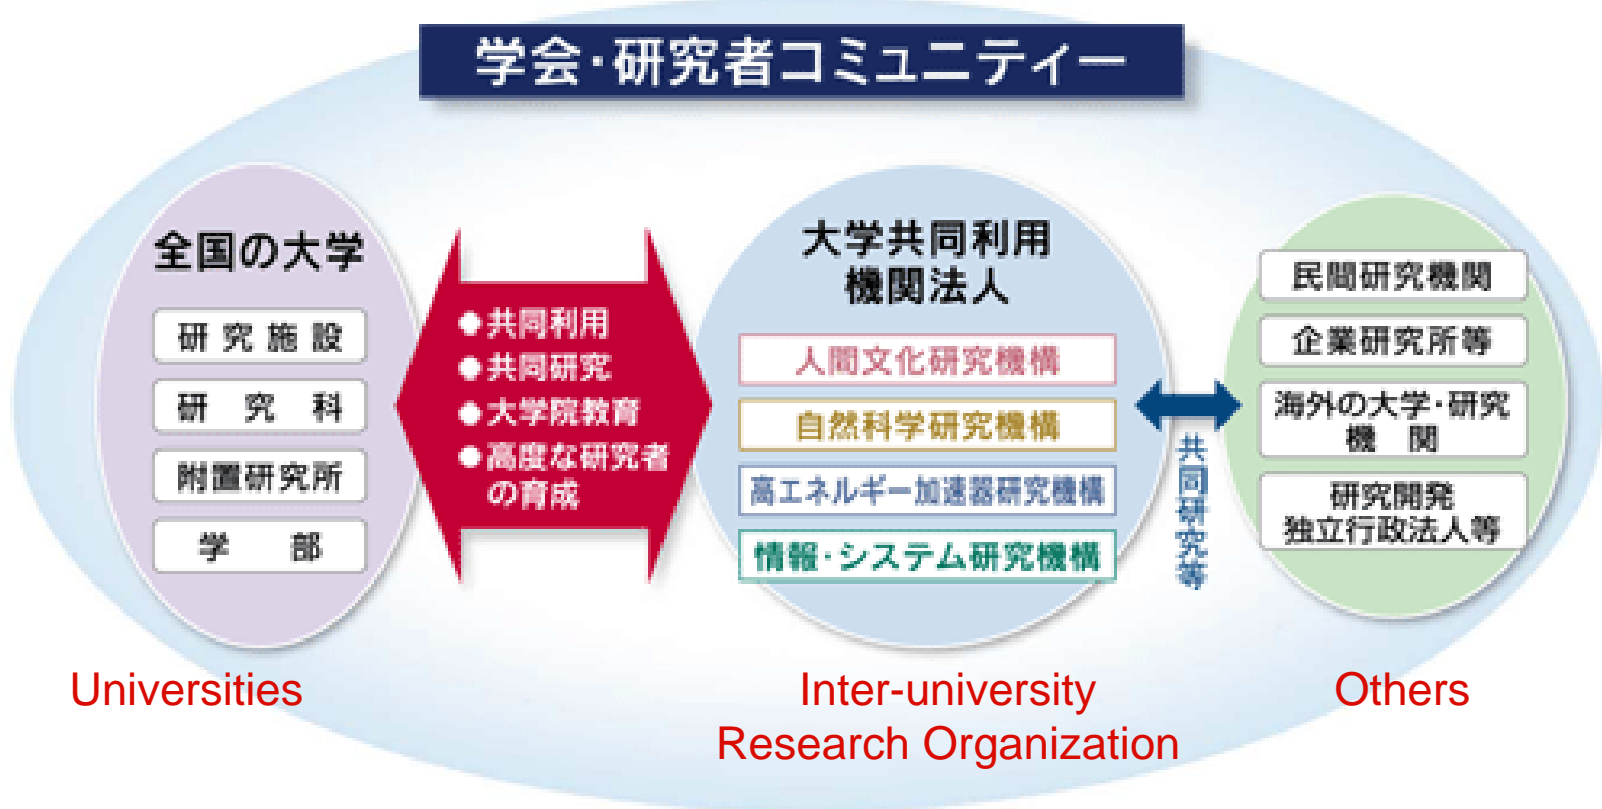 学会・研究者コミュニティー
全国の大学
研究施設
研究科
附置研究所
学部
●共同利用
●共同研究
●大学院教育
●高度な研究者
の育成
大学共同利用
機関法人
人間文化研究機構
自然科学研究機構
高エネルギー加速器研究機構
情報・システム研究機構
共同研究等
民間研究機関
企業研究所等
海外の大学・研究
機関
研究開発
独立行政法人等
Universities
Inter-university
Research Organization
Others